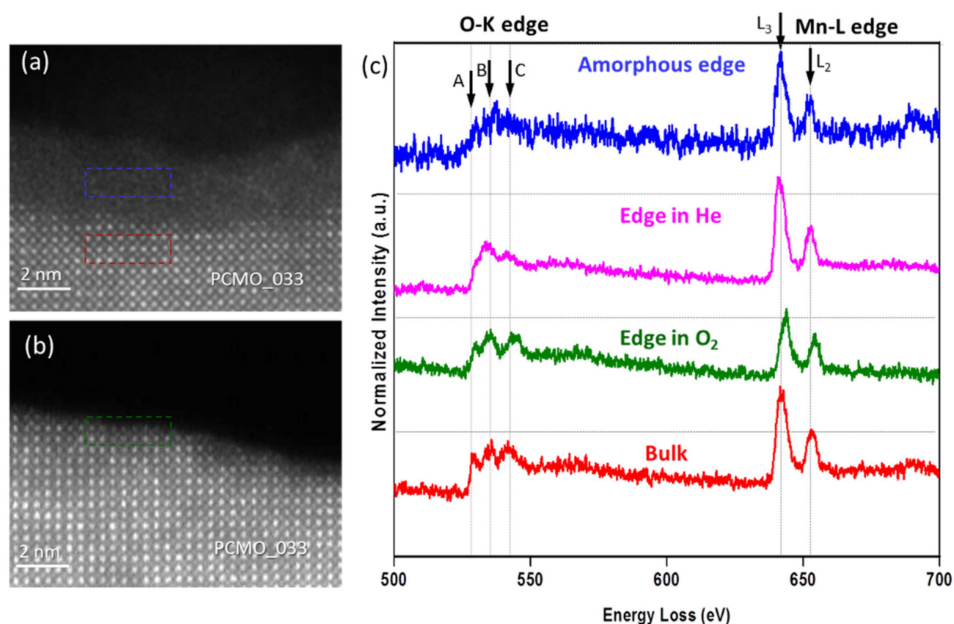 (a)
PCMO_033
2 nm
(b)
PCMO_033
2 nm
(c)
O-K edge
A
B
C
L3
Mn-L edge
L2
Amorphous edge
Edge in He
Edge in O2
Bulk
Normalized Intensity (a.u.)
500 550 600 650 700
Energy Loss (eV)